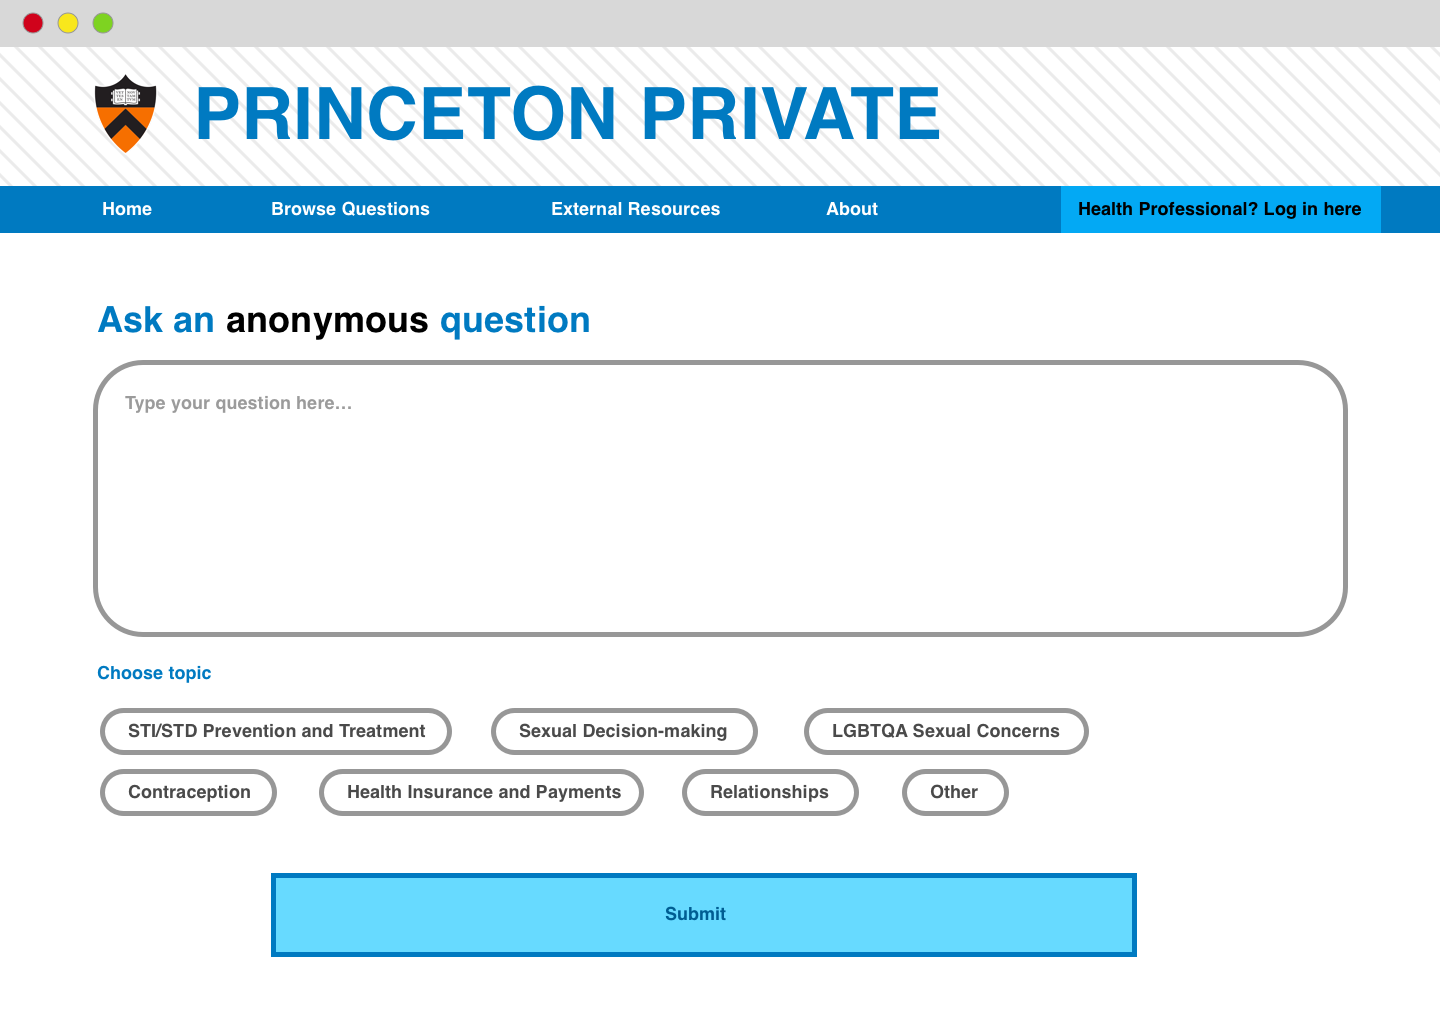 PRINCETON PRIVATE
Home Browse Questions External Resources About Health Professional? Log in here
Ask an anonymous question
Type your question here...
Choose topic
STI/STD Prevention and Treatment Sexual Decision-making LGBTQA Sexual Concerns
Contraception Health Insurance and Payments Relationships Other
Submit